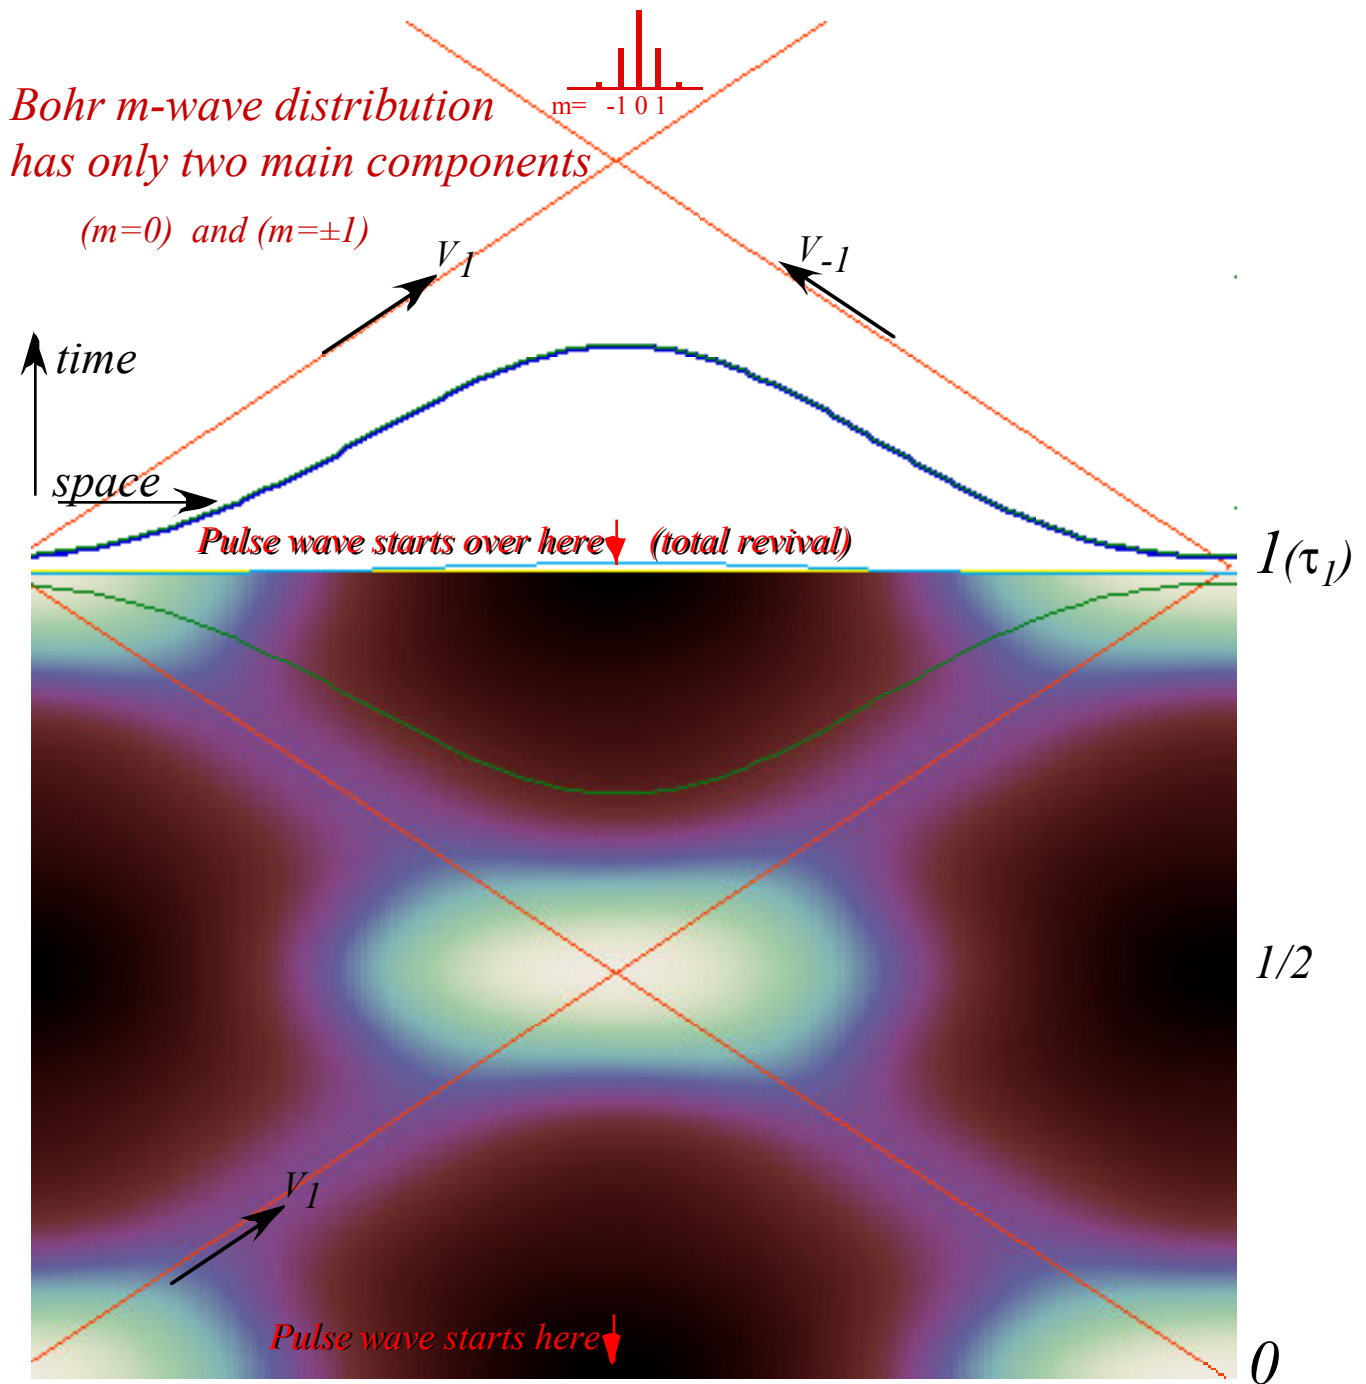 m= -1 0 1
Bohr m-wave distribution
has only two main components
(m=0) and (m=±1)
V1
V-1
time
space
Pulse wave starts over here (total revival)
1(τ1)
1/2
V1
Pulse wave starts here
0